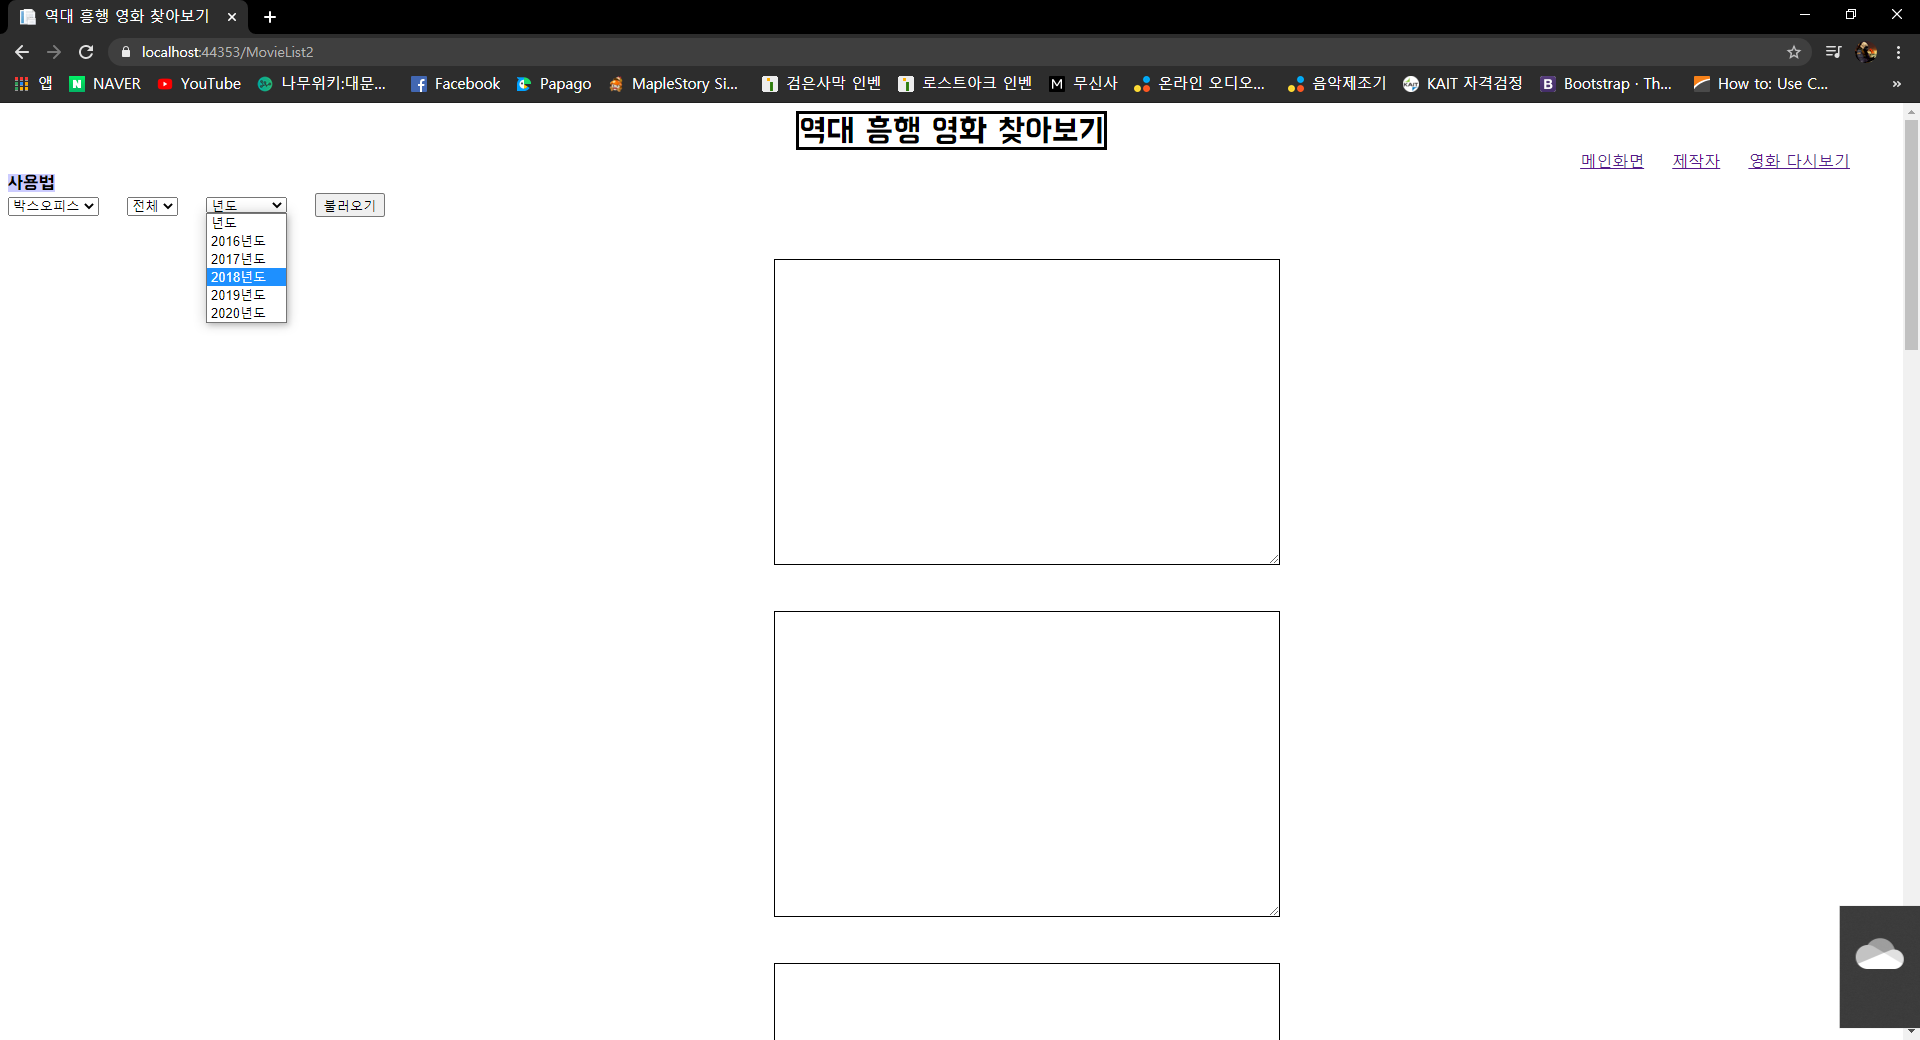 역대 흥행 영화 찾아보기
localhost:44353/MovieList2
앱 NAVER YouTube 나무위키:대문... Facebook Papago MapleStory Si... 검은사막 인벤 로스트아크 인벤 무신사 온라인 오디오... 음악제조기 KAIT 자격검정 Bootstrap · Th... How to: Use C... »
역대 흥행 영화 찾아보기
메인화면 제작자 영화 다시보기
사용법
박스오피스 전체 년도 불러오기
년도
2016년도
2017년도
2018년도
2019년도
2020년도